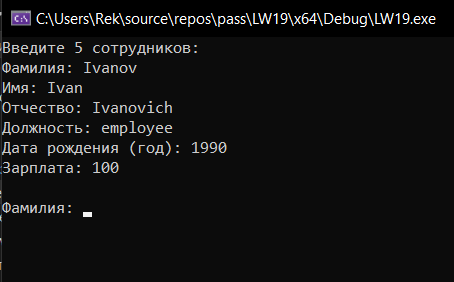 C:\Users\Rek\source\repos\pass\LW19\x64\Debug\LW19.exe
Введите 5 сотрудников:
Фамилия: Ivanov
Имя: Ivan
Отчество: Ivanovich
Должность: employee
Дата рождения (год): 1990
Зарплата: 100
Фамилия: